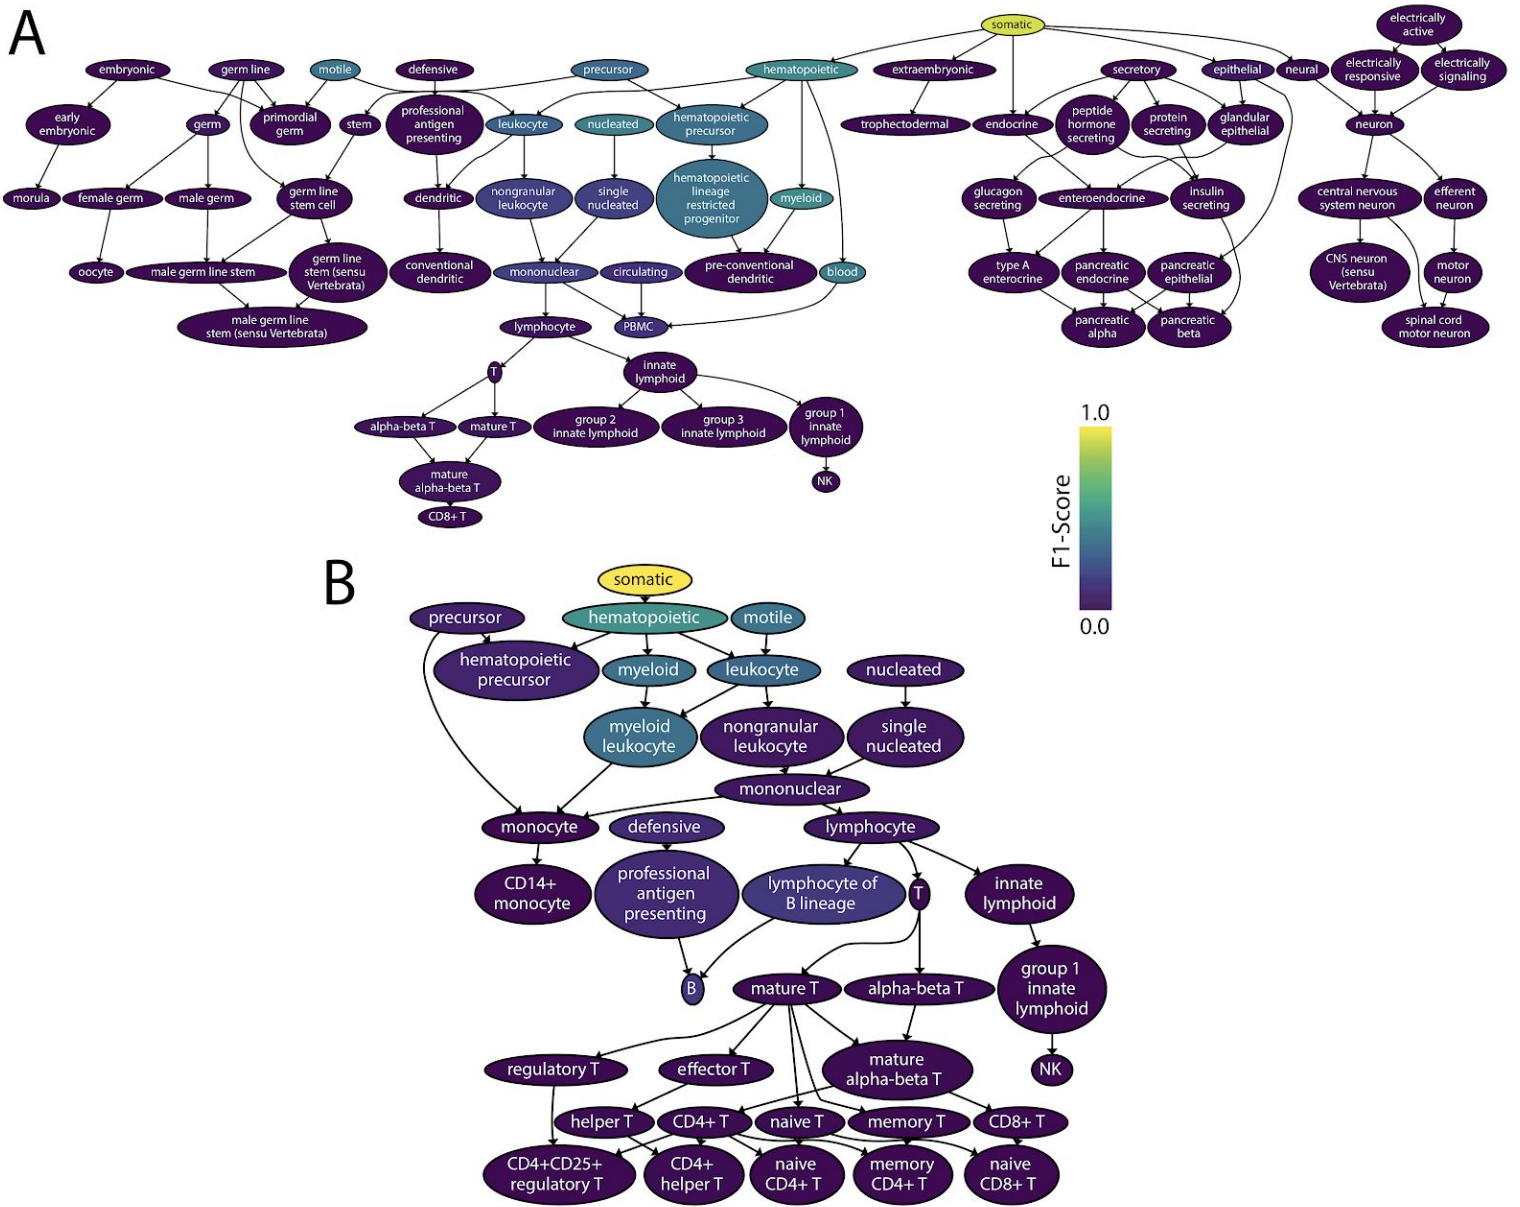 A
somatic
electrically
active
embryonic
germ line
motile
defensive
precursor
hematopoietic
extraembryonic
secretory
epithelial
neural
electrically
responsive
electrically
signaling
early
embryonic
germ
primordial
germ
stem
professional
antigen
presenting
leukocyte
nucleated
hematopoietic
precursor
trophectodermal
endocrine
peptide
hormone
secreting
protein
secreting
glandular
epithelial
neuron
morula
female germ
male germ
germ line
stem cell
dendritic
nongranular
leukocyte
single
nucleated
hematopoietic
lineage
restricted
progenitor
myeloid
glucagon
secreting
enteroendocrine
insulin
secreting
central nervous
system neuron
efferent
neuron
oocyte
male germ line stem
germ line
stem (sensu
Vertebrata)
conventional
dendritic
mononuclear
circulating
pre-conventional
dendritic
blood
type A
enterocrine
pancreatic
endocrine
pancreatic
epithelial
CNS neuron
(sensu
Vertebrata)
motor
neuron
male germ line
stem (sensu Vertebrata)
lymphocyte
PBMC
pancreatic
alpha
pancreatic
beta
spinal cord
motor neuron
T
innate
lymphoid
alpha-beta T
mature T
group 2
innate lymphoid
group 3
innate lymphoid
group 1
innate
lymphoid
mature
alpha-beta T
NK
CD8+ T
1.0
F1-Score
0.0
B
somatic
precursor
hematopoietic
motile
hematopoietic
precursor
myeloid
leukocyte
nucleated
myeloid
leukocyte
nongranular
leukocyte
single
nucleated
mononuclear
monocyte
defensive
lymphocyte
CD14+
monocyte
professional
antigen
presenting
lymphocyte of
B lineage
T
innate
lymphoid
B
mature T
alpha-beta T
group 1
innate
lymphoid
regulatory T
effector T
mature
alpha-beta T
NK
helper T
CD4+ T
naive T
memory T
CD8+ T
CD4+CD25+
regulatory T
CD4+
helper T
naive
CD4+ T
memory
CD4+ T
naive
CD8+ T